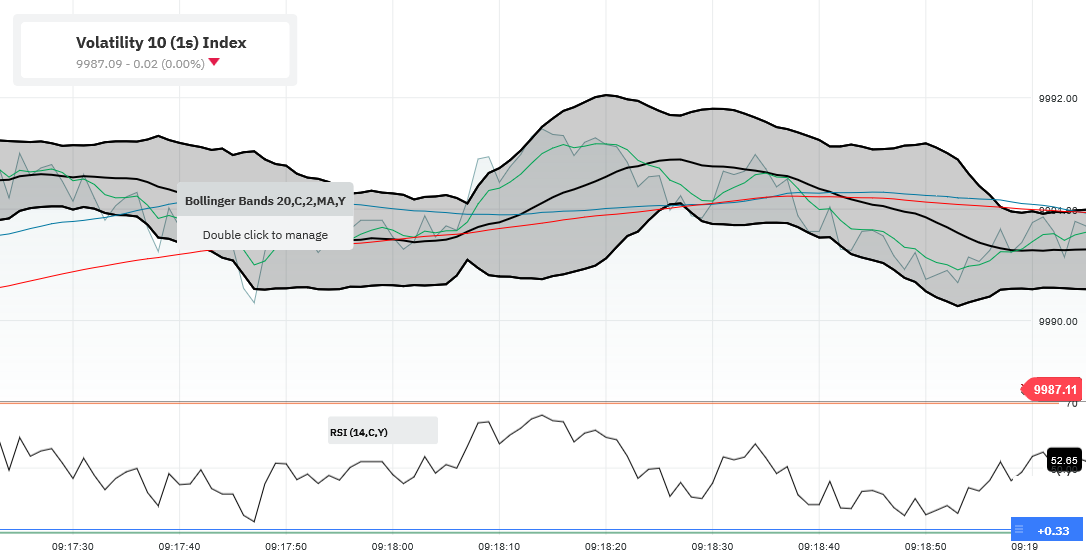 Volatility 10 (1s) Index
9987.09 - 0.02 (0.00%)
9992.00
Bollinger Bands 20,C,2,MA,Y
Double click to manage
9990.00
9987.11
70
RSI (14,C,Y)
52.65
+0.33
09:17:30 09:17:40 09:17:50 09:18:00 09:18:10 09:18:20 09:18:30 09:18:40 09:18:50 09:19